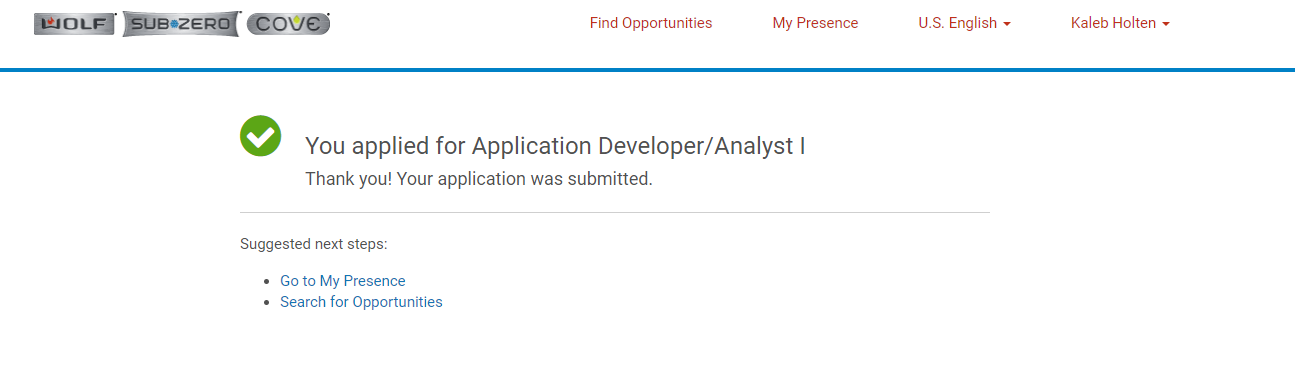 WOLF SUB-ZERO COVE Find Opportunities My Presence U.S. English Kaleb Holten
You applied for Application Developer/Analyst I
Thank you! Your application was submitted.
Suggested next steps:
Go to My Presence
Search for Opportunities